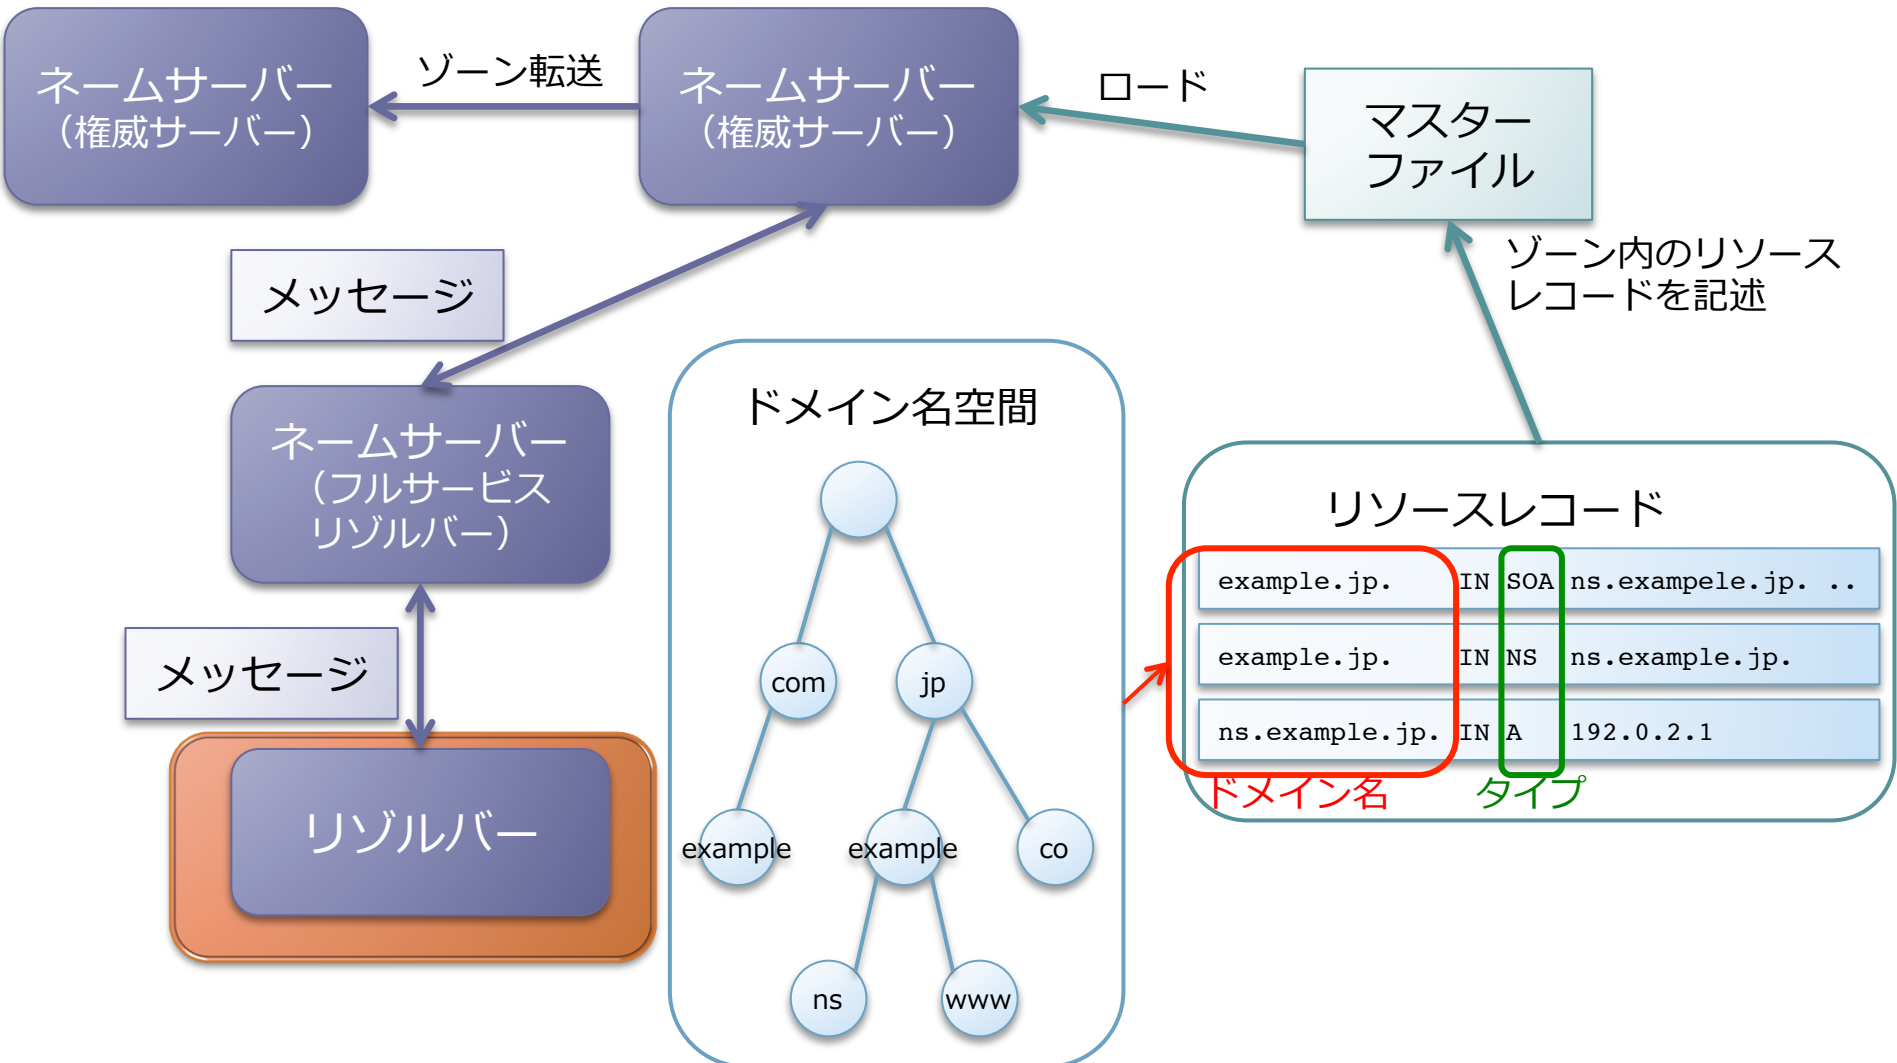 ネームサーバー
（権威サーバー）
ゾーン転送
ネームサーバー
（権威サーバー）
ロード
マスター
ファイル
ゾーン内のリソース
レコードを記述
メッセージ
ネームサーバー
（フルサービス
リゾルバー）
メッセージ
リゾルバー
ドメイン名空間
com
jp
example
example
co
ns
www
リソースレコード
example.jp. IN SOA ns.exampele.jp. ..
example.jp. IN NS ns.example.jp.
ns.example.jp. IN A 192.0.2.1
ドメイン名
タイプ